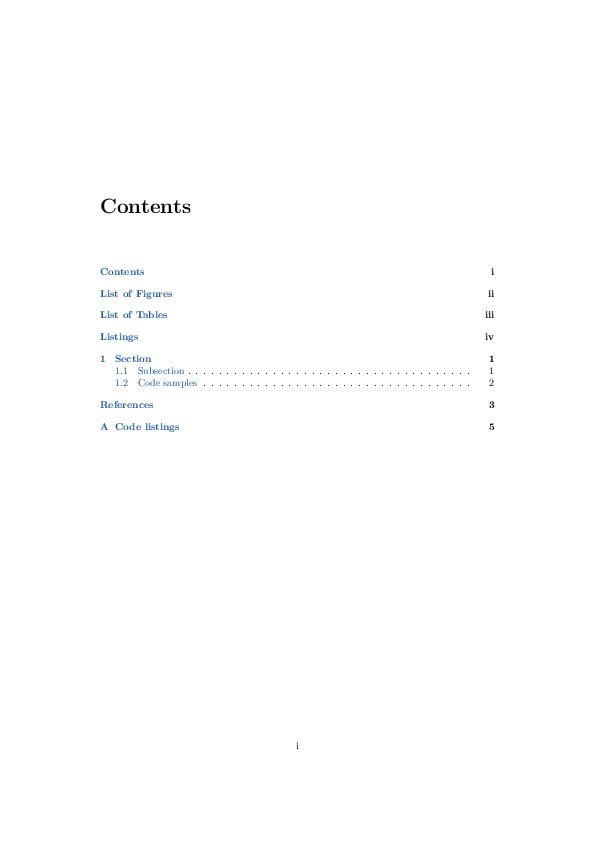 Contents
Contents i
List of Figures ii
List of Tables iii
Listings iv
1 Section 1
1.1 Subsection . . . . . . . . . . . . . . . . . . . . . . . . . . . . . . . . . . . 1
1.2 Code samples . . . . . . . . . . . . . . . . . . . . . . . . . . . . . . . . . 2
References 3
A Code listings 5
i